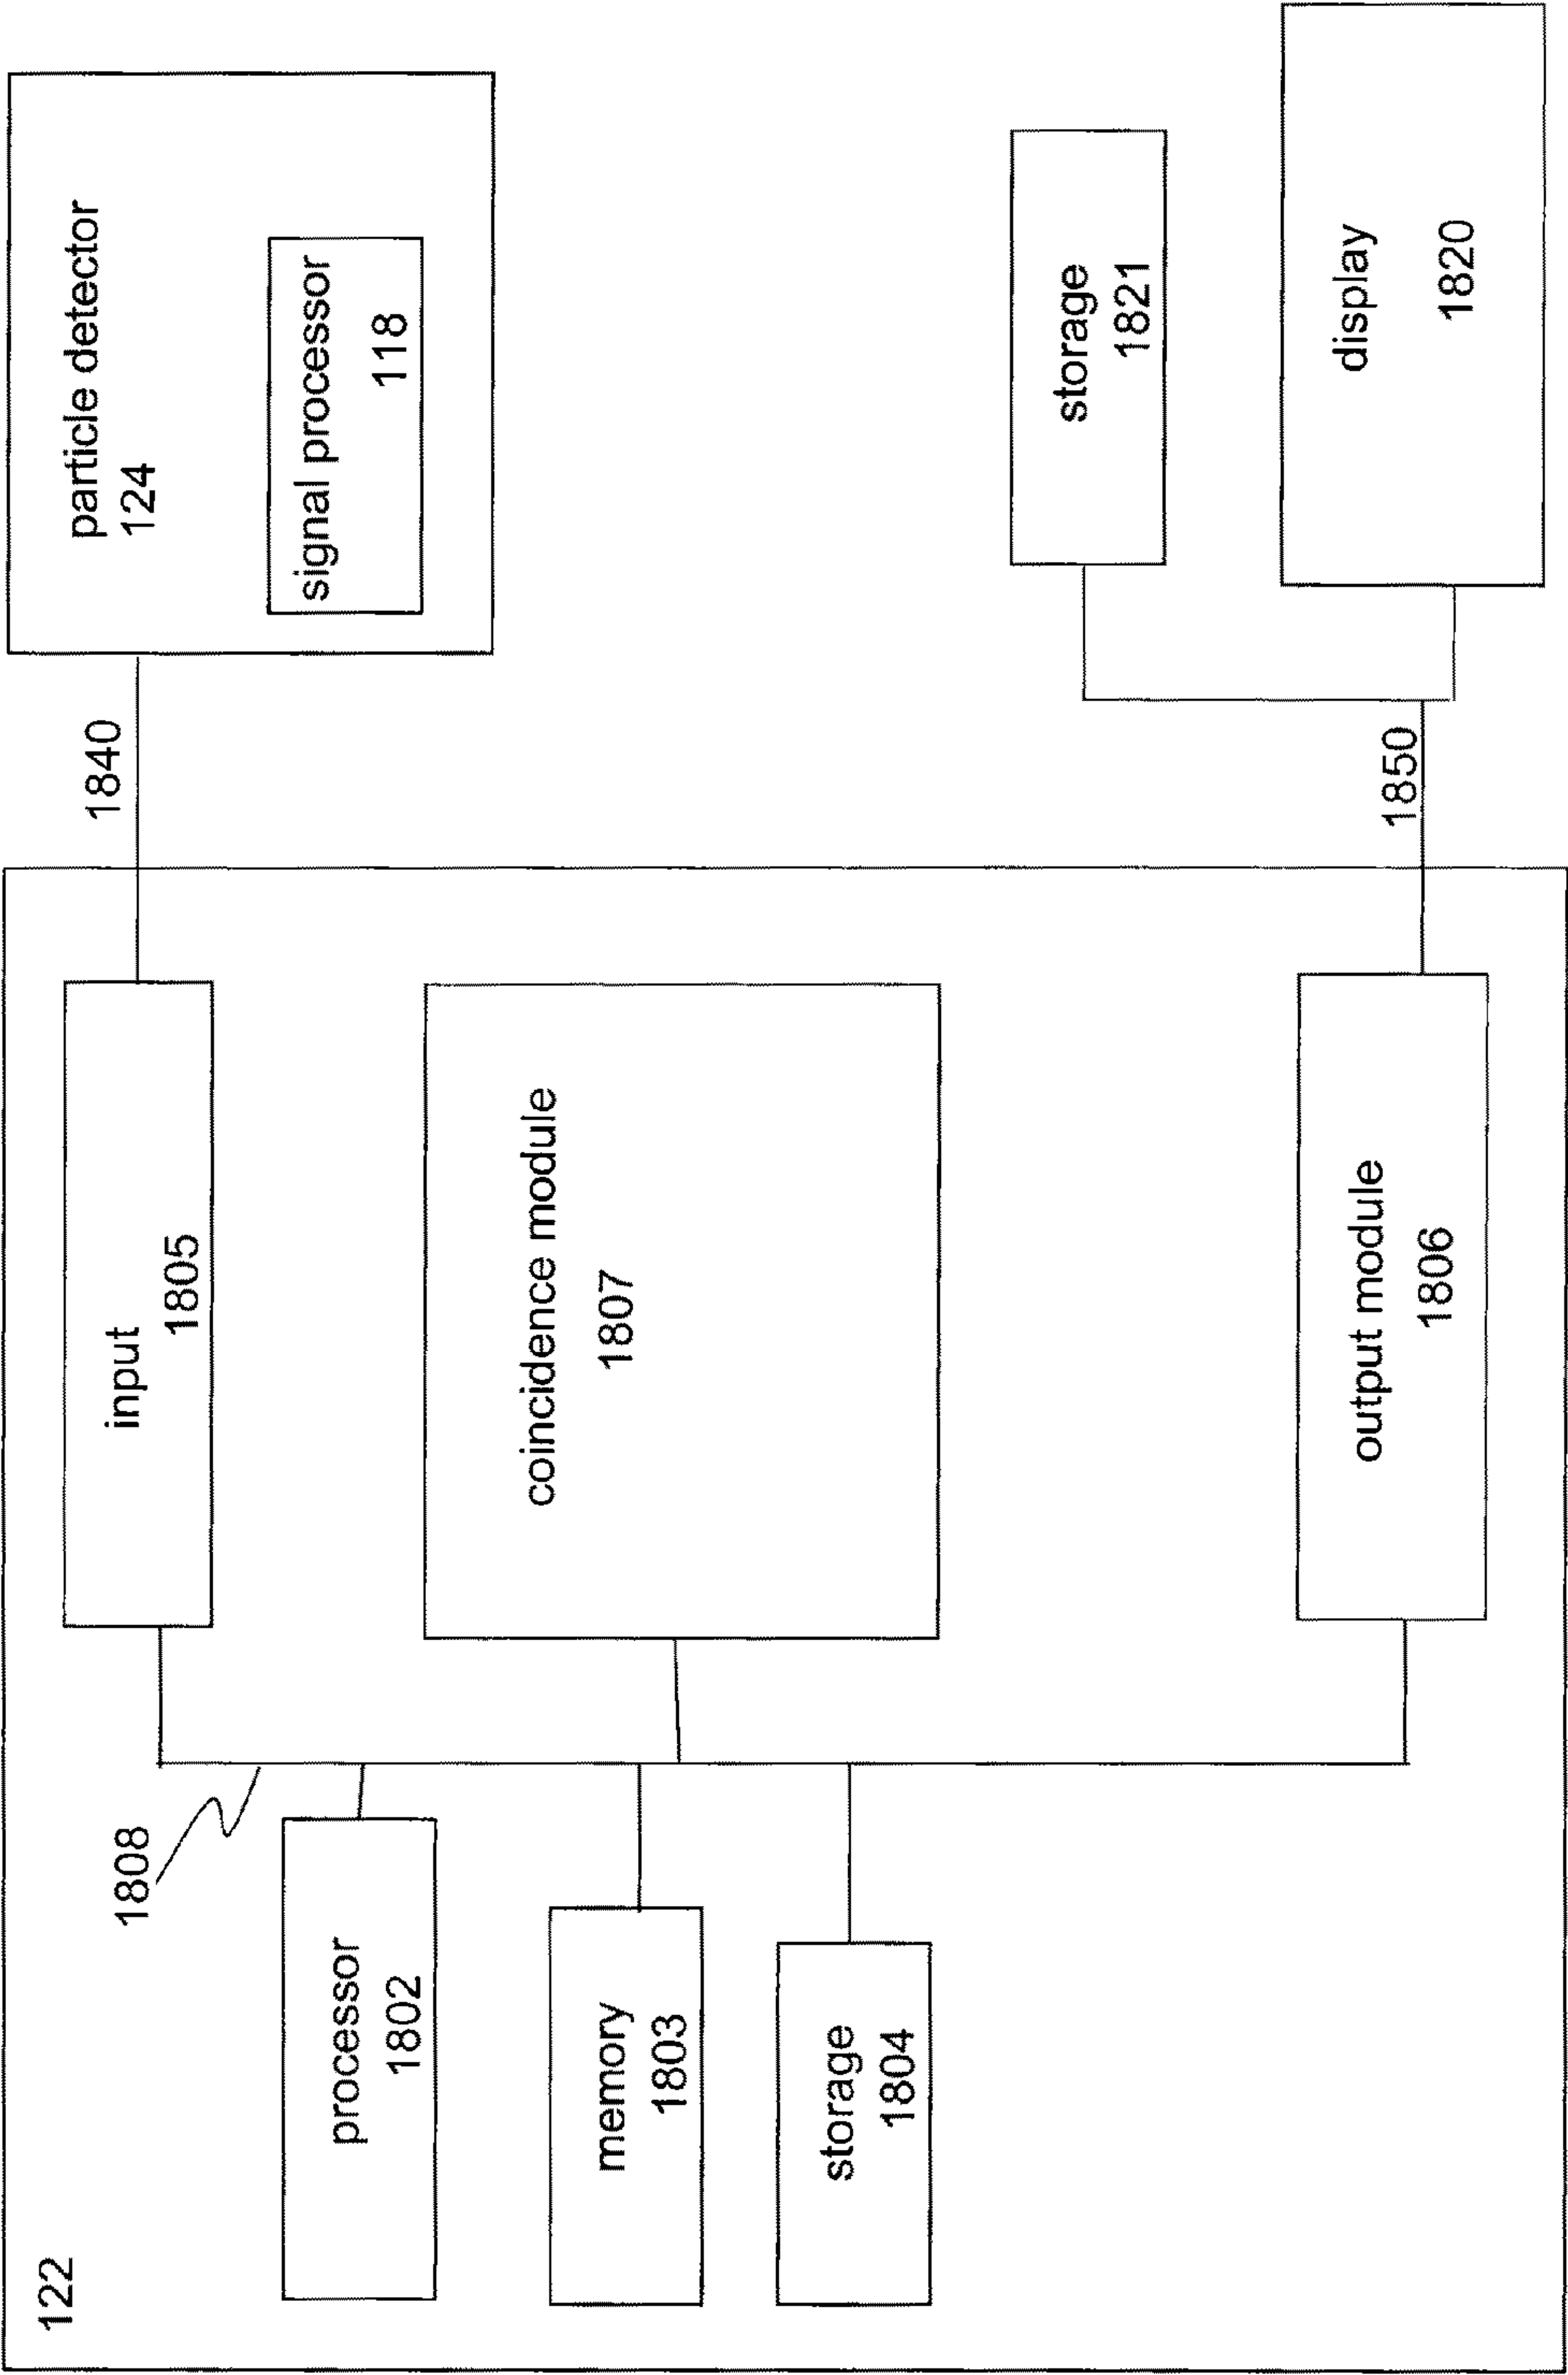 122
processor
1802
memory
1803
storage
1804
1808
input
1805
coincidence module
1807
output module
1806
1840
1850
particle detector
124
signal processor
118
storage
1821
display
1820